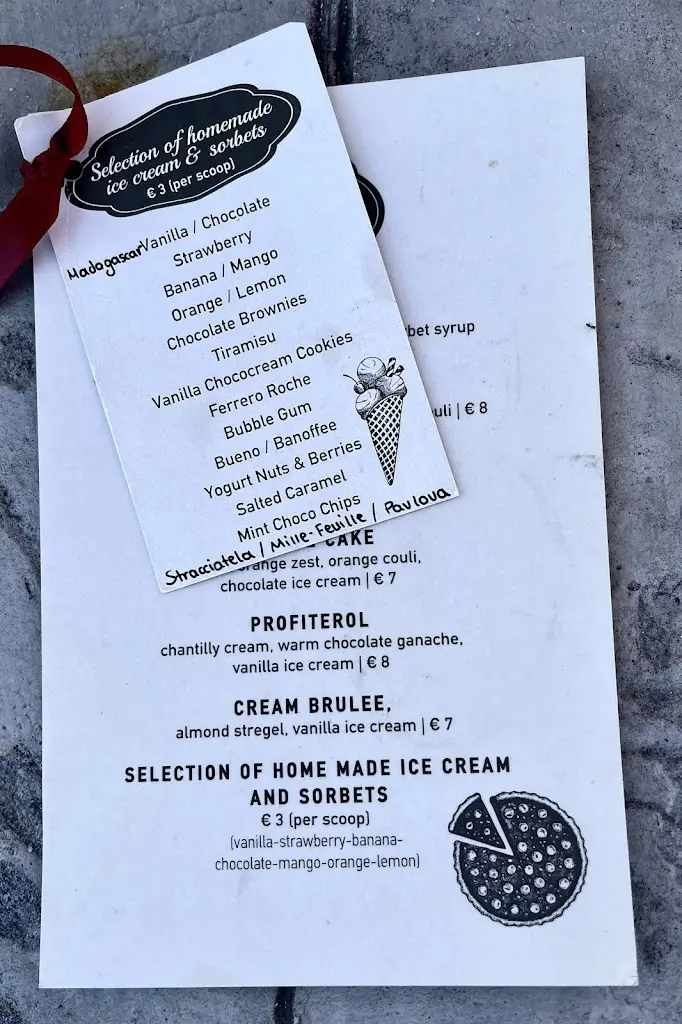 Selection of homemade
ice cream & sorbets
€ 3 (per scoop)
Madagascar Vanilla / Chocolate
Strawberry
Banana / Mango
Orange / Lemon
Chocolate Brownies
Tiramisu
Vanilla Chococream Cookies
Ferrero Roche
Bubble Gum
Bueno / Banoffee
Yogurt Nuts & Berries
Salted Caramel
Mint Choco Chips
Stracciatela / Mille-Feuille / Pavlova
syrup
| € 8
CAKE
orange zest, orange couli,
chocolate ice cream | € 7
PROFITEROL
chantilly cream, warm chocolate ganache,
vanilla ice cream | € 8
CREAM BRULEE,
almond stregel, vanilla ice cream | € 7
SELECTION OF HOME MADE ICE CREAM
AND SORBETS
€ 3 (per scoop)
(vanilla-strawberry-banana-
chocolate-mango-orange-lemon)